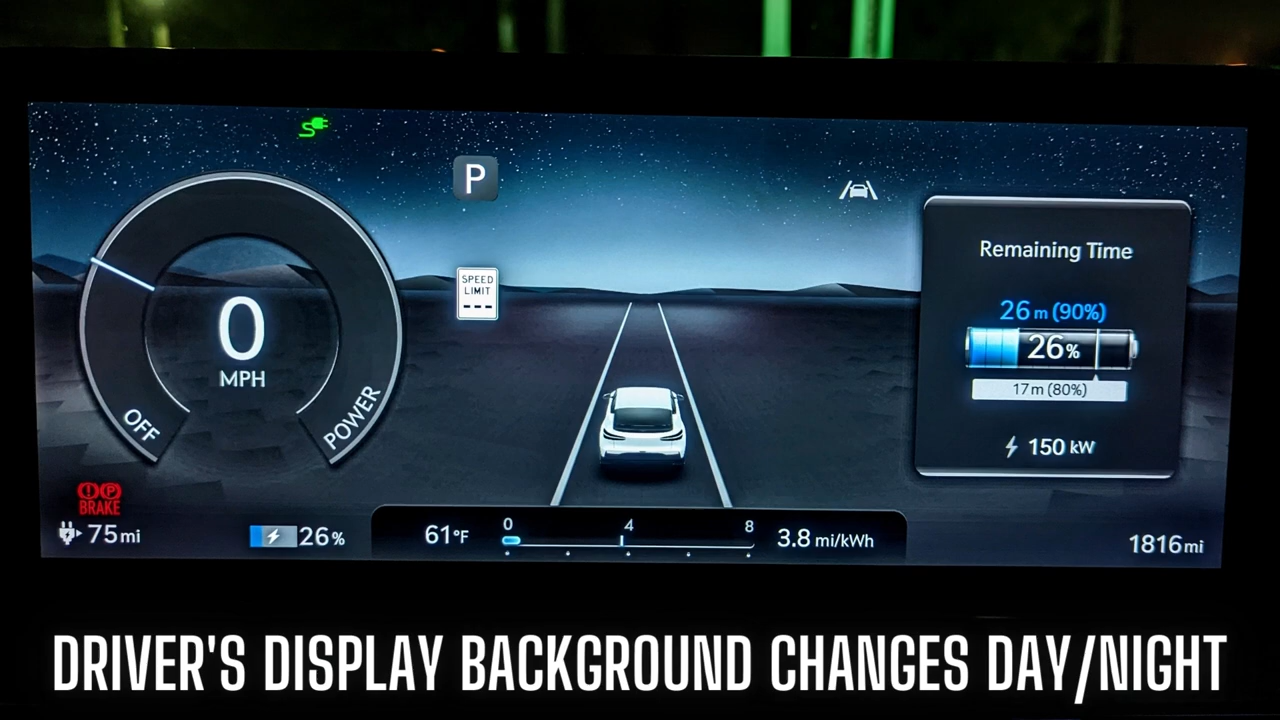 P
SPEED
LIMIT
---
0
MPH
OFF
POWER
Remaining Time
26 m (90%)
26%
17 m (80%)
150 kW
BRAKE
75 mi
26%
61°F
0 4 8
3.8 mi/kWh
1816 mi
DRIVER'S DISPLAY BACKGROUND CHANGES DAY/NIGHT